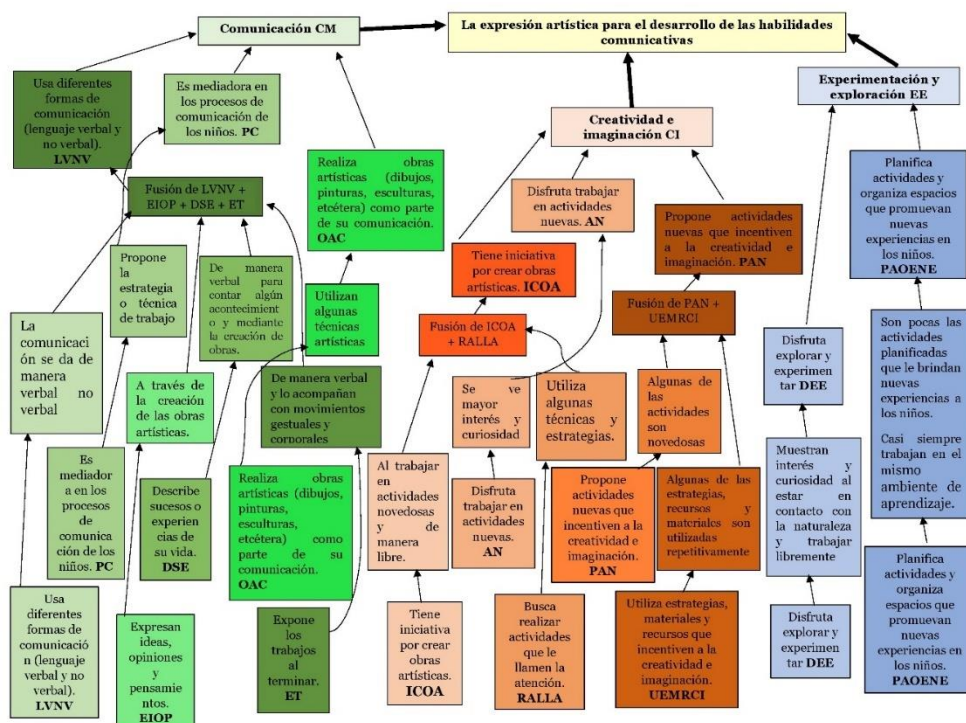 Comunicación CM
La expresión artística para el desarrollo de las habilidades
comunicativas
Usa diferentes
formas de
comunicación
(lenguaje verbal y
no verbal).
LVNV
Es mediadora en
los procesos de
comunicación de
los niños. PC
Experimentación y
exploración EE
Creatividad e
imaginación CI
Realiza obras
artísticas (dibujos,
pinturas, esculturas,
etcétera) como parte
de su comunicación.
OAC
Disfruta trabajar
en actividades
nuevas. AN
Planifica
actividades y
organiza espacios
que promuevan
nuevas
experiencias en
los niños.
PAOENE
Fusión de LVNV +
EIOP + DSE + ET
Propone actividades
nuevas que incentiven
a la creatividad e
imaginación. PAN
Tiene iniciativa
por crear obras
artísticas. ICOA
Propone
la
estrategia
o técnica
de trabajo
De manera
verbal para
contar algún
acontecimient
o y mediante
la creación de
obras.
Utilizan
algunas
técnicas
artísticas
Fusión de ICOA
+ RALLA
Fusión de PAN +
UEMRCI
La
comunicaci
ón se da de
manera
verbal no
verbal
Disfruta
explorar y
experimen
tar DEE
Son pocas las
actividades
planificadas
que le brindan
nuevas
experiencias a
los niños.
Casi siempre
trabajan en el
mismo
ambiente de
aprendizaje.
A través de
la creación
de las obras
artísticas.
De manera verbal
y lo acompañan
con movimientos
gestuales y
corporales
Se ve
mayor
interés y
curiosidad
Utiliza
algunas
técnicas y
estrategias.
Algunas de
las
actividades
son
novedosas
Es
mediador
a en los
procesos de
comunica
ción de los
niños. PC
Describe
sucesos o
experien
cias de
su vida.
DSE
Realiza obras
artísticas (dibujos,
pinturas,
esculturas,
etcétera) como
parte de su
comunicación.
OAC
Al trabajar
en
actividades
novedosas
y de
manera
libre.
Disfruta
trabajar en
actividades
nuevas.
AN
Propone
actividades
nuevas que
incentiven a la
creatividad e
imaginación.
PAN
Algunas de las
estrategias,
recursos y
materiales son
utilizadas
repetitivamente
Muestran
interés y
curiosidad al
estar en
contacto con
la naturaleza
y trabajar
libremente
Usa
diferentes
formas de
comunicació
n (lenguaje
verbal y no
verbal).
LVNV
Expresan
ideas,
opiniones
y
pensamie
ntos.
EIOP
Expone
los
trabajos
al
terminar.
ET
Tiene
iniciativa
por crear
obras
artísticas.
ICOA
Busca
realizar
actividades
que le
llamen la
atención.
RALLA
Utiliza estrategias,
materiales y
recursos que
incentiven a la
creatividad e
imaginación.
UEMRCI
Disfruta
explorar y
experimen
tar DEE
Planifica
actividades y
organiza
espacios que
promuevan
nuevas
experiencias en
los niños.
PAOENE